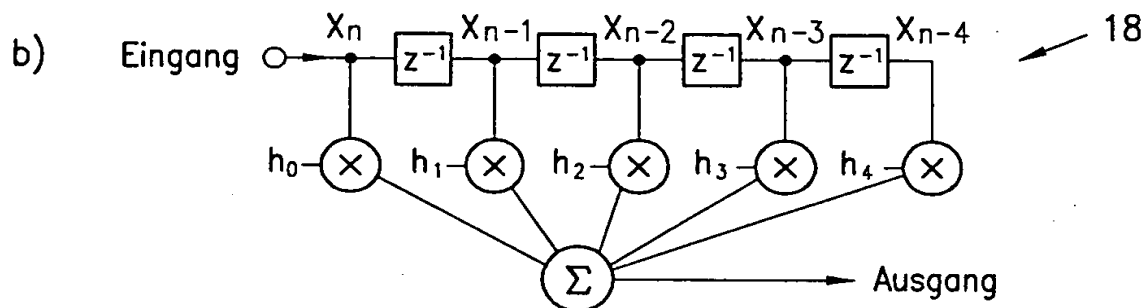 b) Eingang Xn z⁻¹ Xn-1 z⁻¹ Xn-2 z⁻¹ Xn-3 z⁻¹ Xn-4 18
h0 × h1 × h2 × h3 × h4 ×
Σ Ausgang